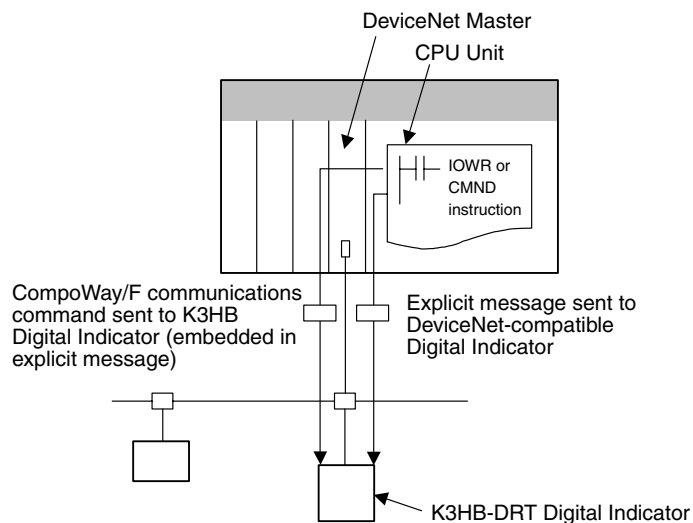 DeviceNet Master
CPU Unit
IOWR or
CMND
instruction
CompoWay/F communications
command sent to K3HB
Digital Indicator (embedded in
explicit message)
Explicit message sent to
DeviceNet-compatible
Digital Indicator
K3HB-DRT Digital Indicator